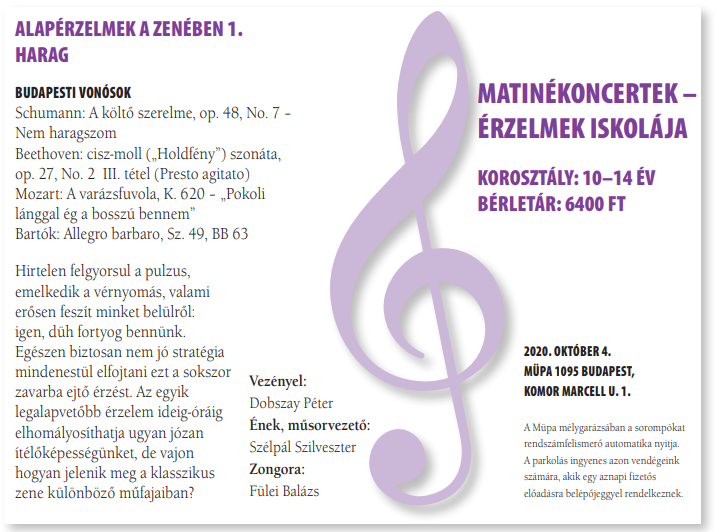 ALAPÉRZELMEK A ZENÉBEN 1.
HARAG
BUDAPESTI VONÓSOK
Schumann: A költő szerelme, op. 48, No. 7 –
Nem haragszom
Beethoven: cisz-moll („Holdfény”) szonáta,
op. 27, No. 2 III. tétel (Presto agitato)
Mozart: A varázsfuvola, K. 620 – „Pokoli
lánggal ég a bosszú bennem”
Bartók: Allegro barbaro, Sz. 49, BB 63
Hirtelen felgyorsul a pulzus,
emelkedik a vérnyomás, valami
erősen feszít minket belülről:
igen, düh fortyog bennünk.
Egészen biztosan nem jó stratégia
mindenestül elfojtani ezt a sokszor
zavarba ejtő érzést. Az egyik
legalapvetőbb érzelem ideig-óráig
elhomályosíthatja ugyan józan
ítélőképességünket, de vajon
hogyan jelenik meg a klasszikus
zene különböző műfajaiban?
Vezényel:
Dobszay Péter
Ének, műsorvezető:
Szélpál Szilveszter
Zongora:
Fülei Balázs
MATINÉKONCERTEK –
ÉRZELMEK ISKOLÁJA
KOROSZTÁLY: 10–14 ÉV
BÉRLETÁR: 6400 FT
2020. OKTÓBER 4.
MÜPA 1095 BUDAPEST,
KOMOR MARCELL U. 1.
A Müpa mélygarázsában a sorompókat
rendszámfelismerő automatika nyitja.
A parkolás ingyenes azon vendégeink
számára, akik egy aznapi fizetős
előadásra belépőjeggyel rendelkeznek.